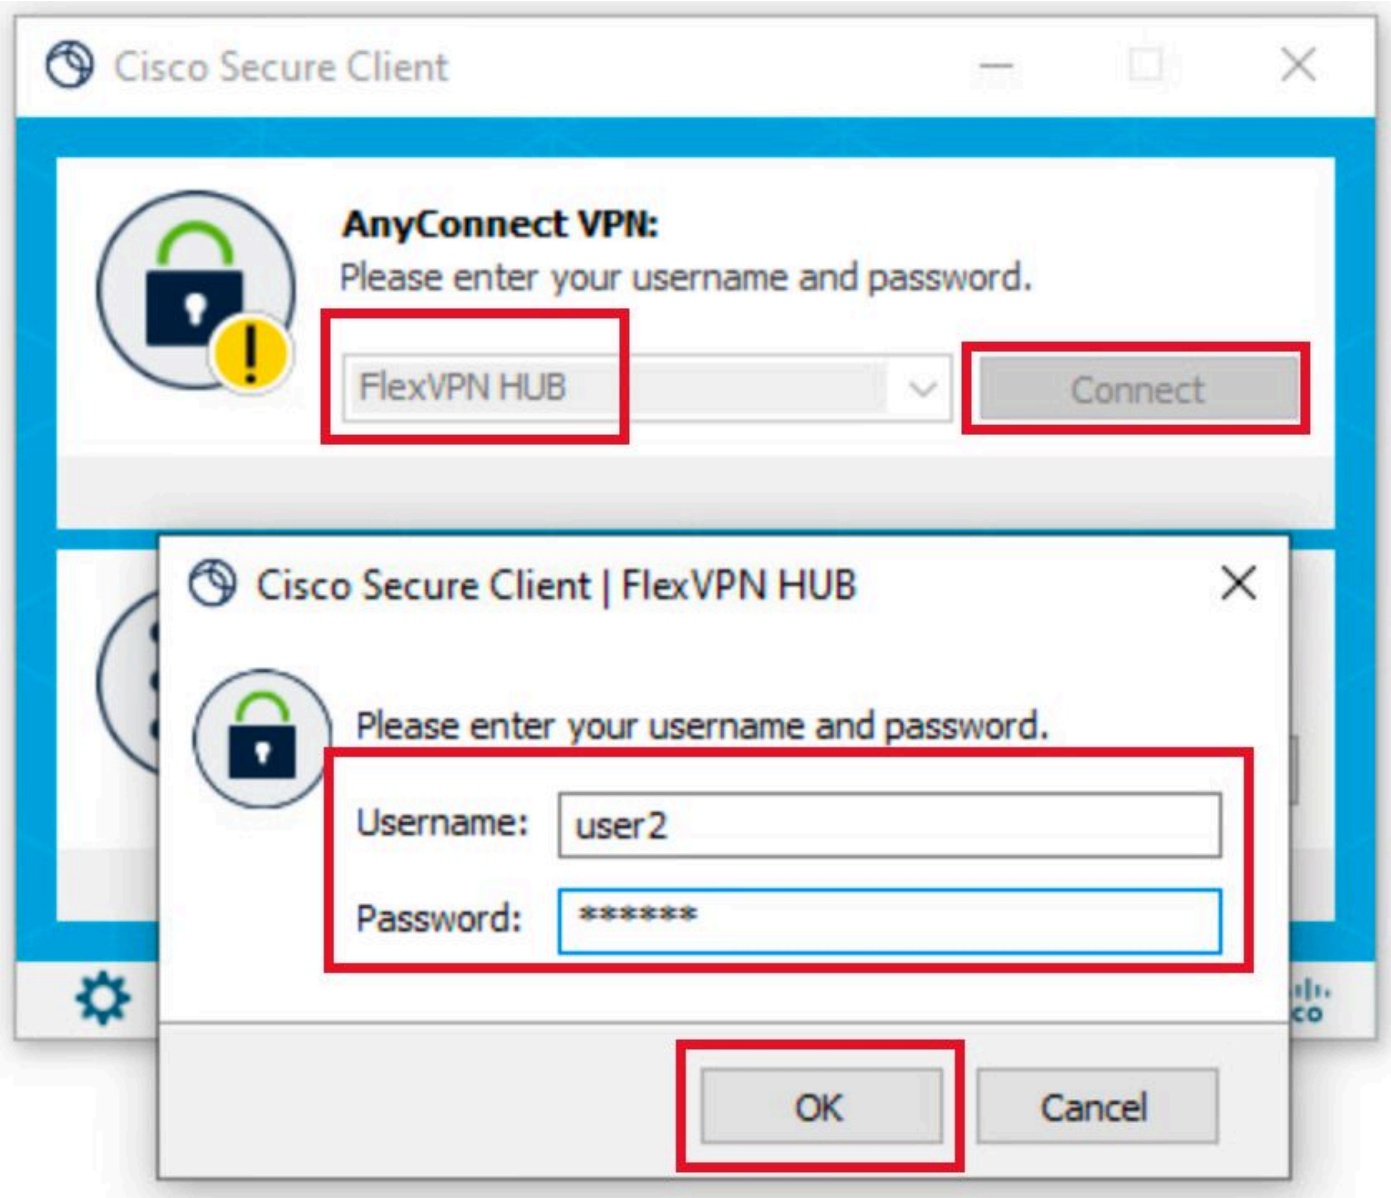 Cisco Secure Client
AnyConnect VPN:
Please enter your username and password.
FlexVPN HUB
Connect
Cisco Secure Client | FlexVPN HUB
Please enter your username and password.
Username: user2
Password: ******
co
OK Cancel